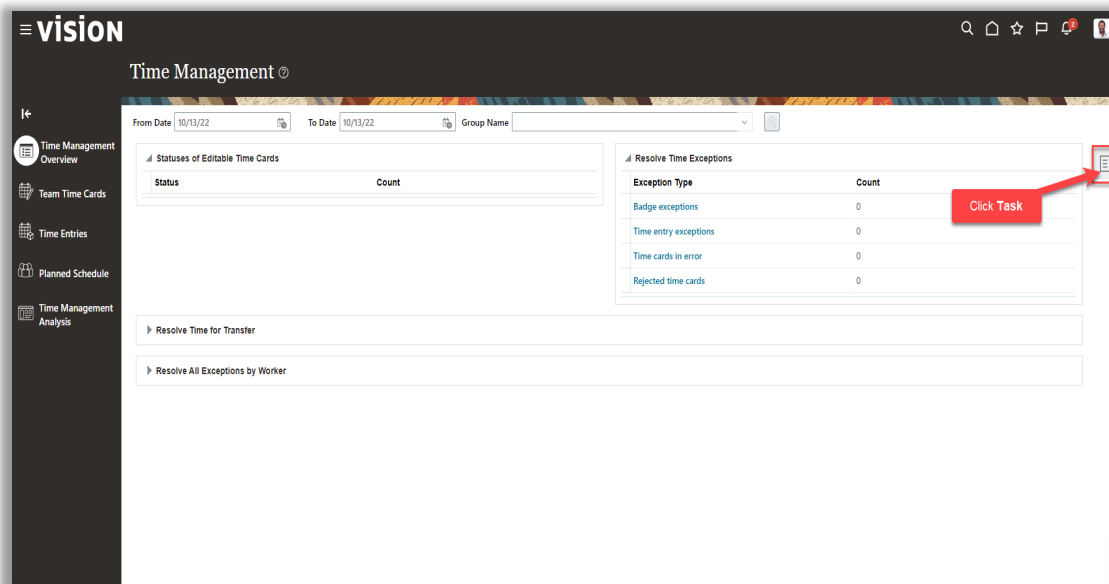 vision
2
Time Management
From Date 10/13/22 To Date 10/13/22 Group Name
Time Management
Overview
Team Time Cards
Time Entries
Planned Schedule
Time Management
Analysis
Statuses of Editable Time Cards
Status Count
Resolve Time Exceptions
Exception Type Count
Badge exceptions 0
Time entry exceptions 0
Time cards in error 0
Rejected time cards 0
Click Task
Resolve Time for Transfer
Resolve All Exceptions by Worker